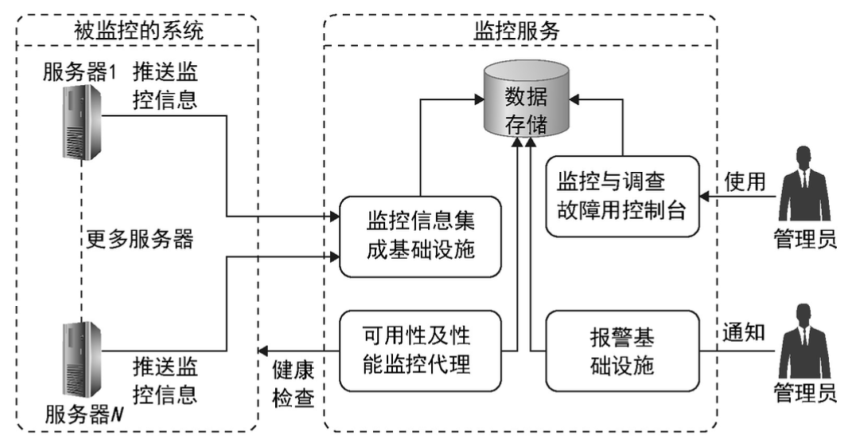 被监控的系统
监控服务
服务器1
推送监
控信息
数据
存储
监控与调查
故障用控制台
使用
管理员
更多服务器
监控信息集
成基础设施
可用性及性
能监控代理
报警基
础设施
通知
管理员
健康
检查
推送监
控信息
服务器N